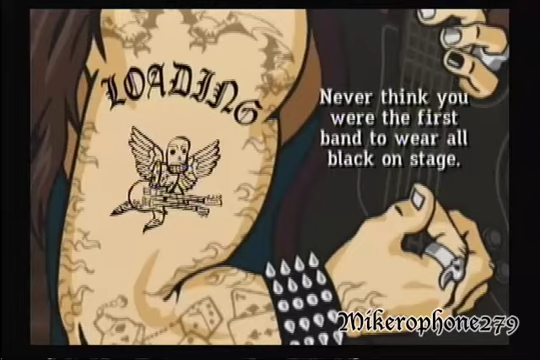 LOADING
Never think you
were the first
band to wear all
black on stage.
Mikerophone279